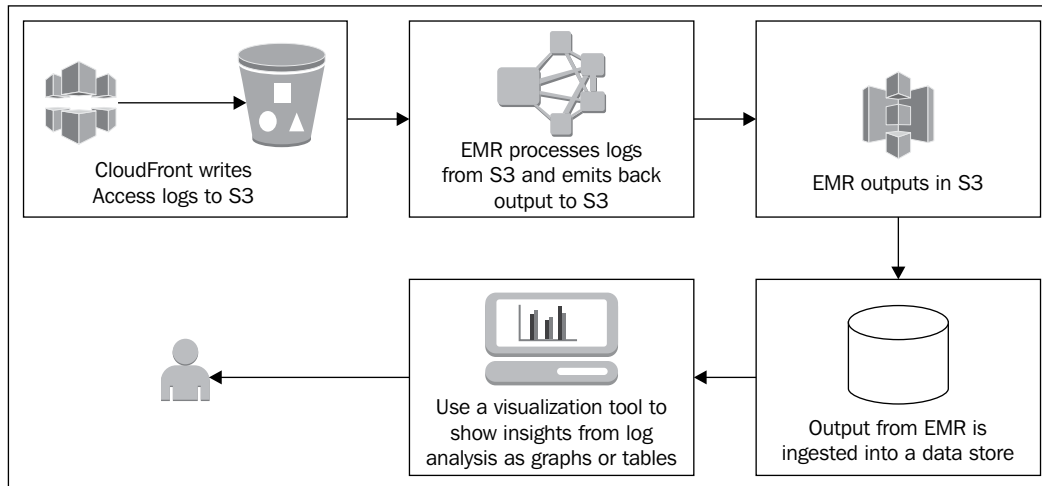 CloudFront writes
Access logs to S3
EMR processes logs
from S3 and emits back
output to S3
EMR outputs in S3
Use a visualization tool to
show insights from log
analysis as graphs or tables
Output from EMR is
ingested into a data store